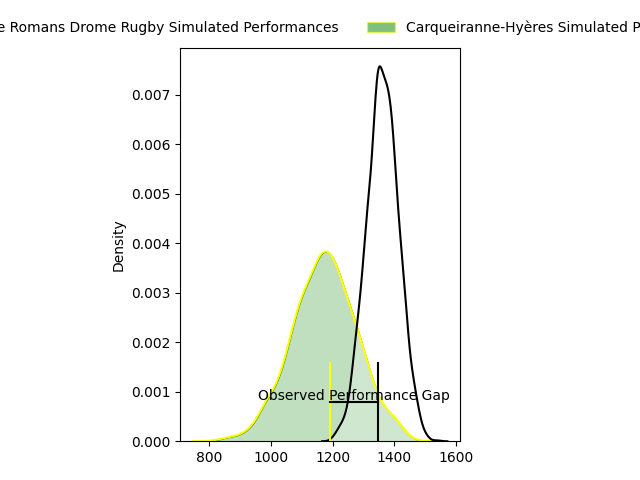 e Romans Drome Rugby Simulated Performances
Carqueiranne-Hyères Simulated P
0.007
0.006
0.005
0.004
0.003
0.002
0.001
0.000
Density
Observed Performance Gap
800 1000 1200 1400 1600